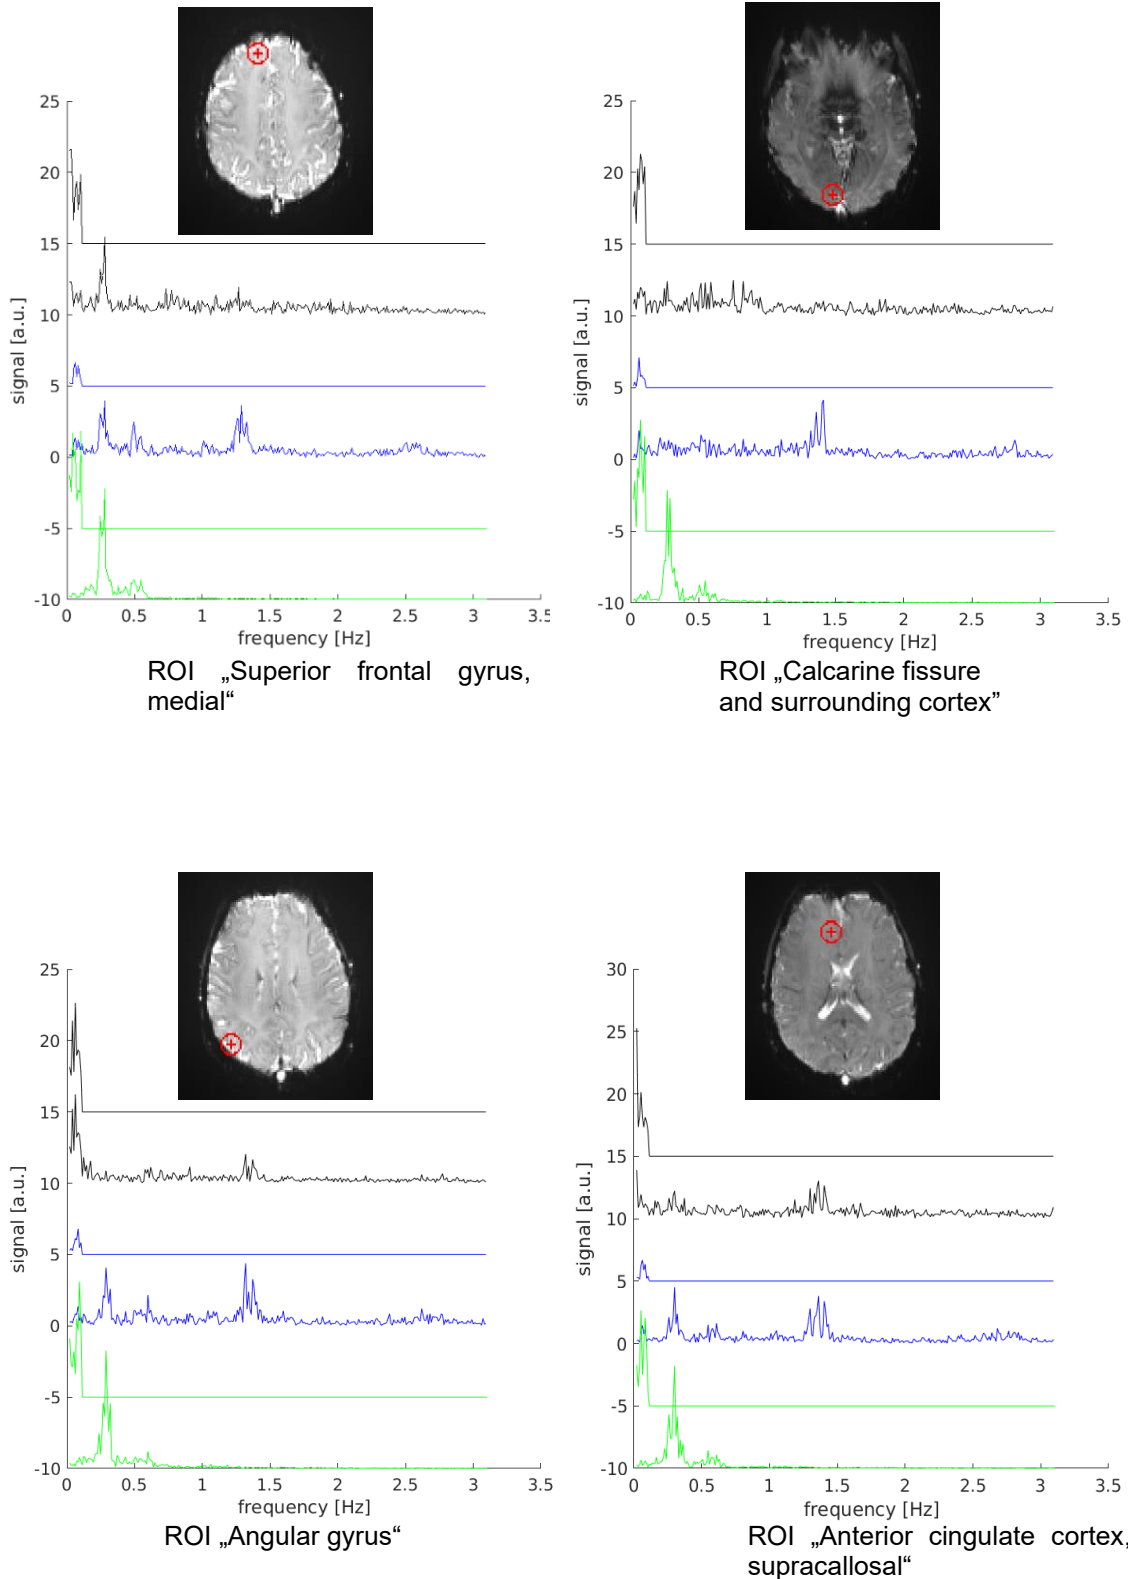 25
20
15
10
5
0
-5
-10
signal [a.u.]
0 0.5 1 1.5 2 2.5 3 3.5
frequency [Hz]
ROI „Superior frontal gyrus,
medial“
25
20
15
10
5
0
-5
-10
signal [a.u.]
0 0.5 1 1.5 2 2.5 3 3.5
frequency [Hz]
ROI „Calcarine fissure
and surrounding cortex”
25
20
15
10
5
0
-5
-10
signal [a.u.]
0 0.5 1 1.5 2 2.5 3 3.5
frequency [Hz]
ROI „Angular gyrus“
30
25
20
15
10
5
0
-5
-10
signal [a.u.]
0 0.5 1 1.5 2 2.5 3 3.5
frequency [Hz]
ROI „Anterior cingulate cortex,
supracallosal“